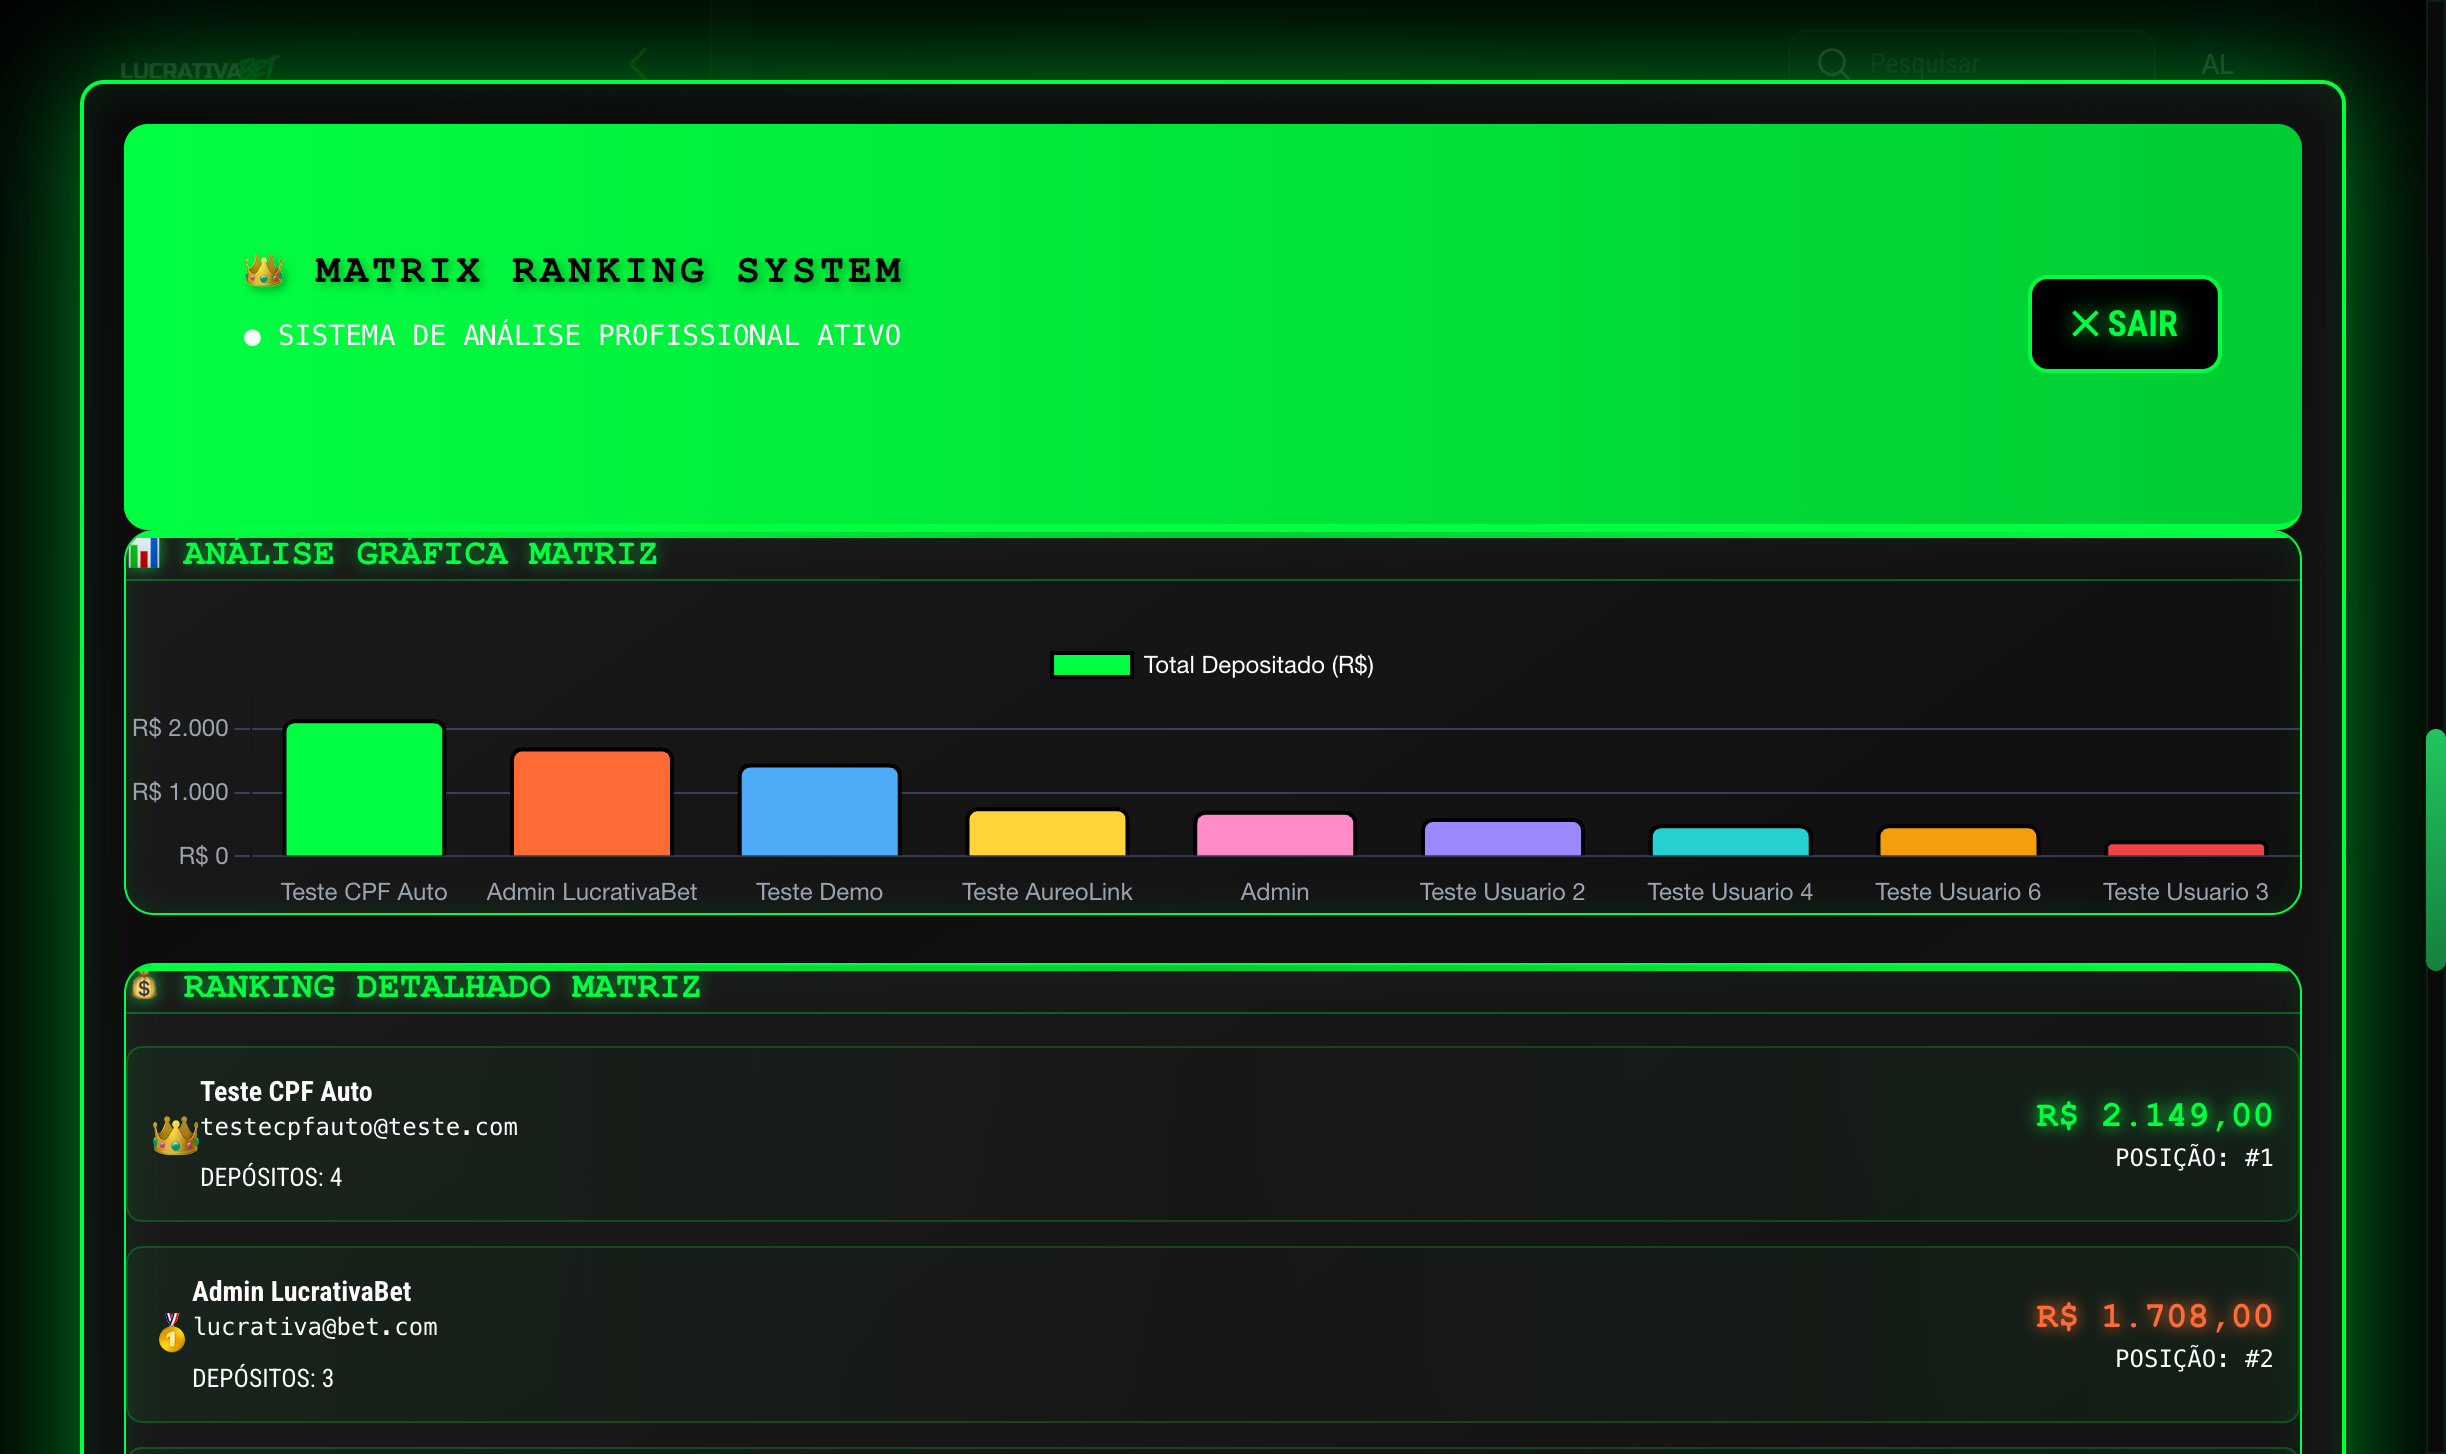 LUCRATIVABET
Pesquisar
AL
MATRIX RANKING SYSTEM
SISTEMA DE ANÁLISE PROFISSIONAL ATIVO
SAIR
ANÁLISE GRÁFICA MATRIZ
Total Depositado (R$)
R$ 2.000
R$ 1.000
R$ 0
Teste CPF Auto
Admin LucrativaBet
Teste Demo
Teste AureoLink
Admin
Teste Usuario 2
Teste Usuario 4
Teste Usuario 6
Teste Usuario 3
RANKING DETALHADO MATRIZ
Teste CPF Auto
testecpfauto@teste.com
DEPÓSITOS: 4
R$ 2.149,00
POSIÇÃO: #1
Admin LucrativaBet
lucrativa@bet.com
DEPÓSITOS: 3
R$ 1.708,00
POSIÇÃO: #2